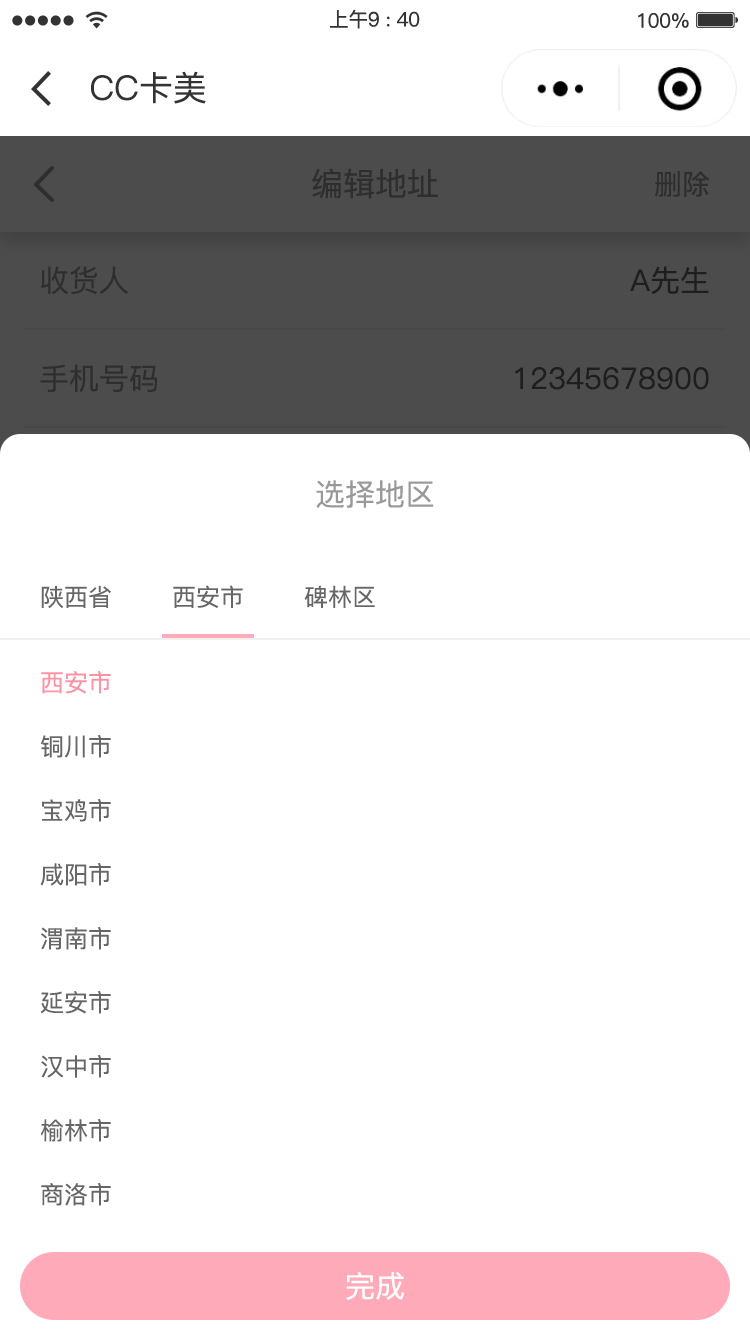 上午9 : 40 100%
CC卡美
编辑地址 删除
收货人 A先生
手机号码 12345678900
选择地区
陕西省 西安市 碑林区
西安市
铜川市
宝鸡市
咸阳市
渭南市
延安市
汉中市
榆林市
商洛市
完成